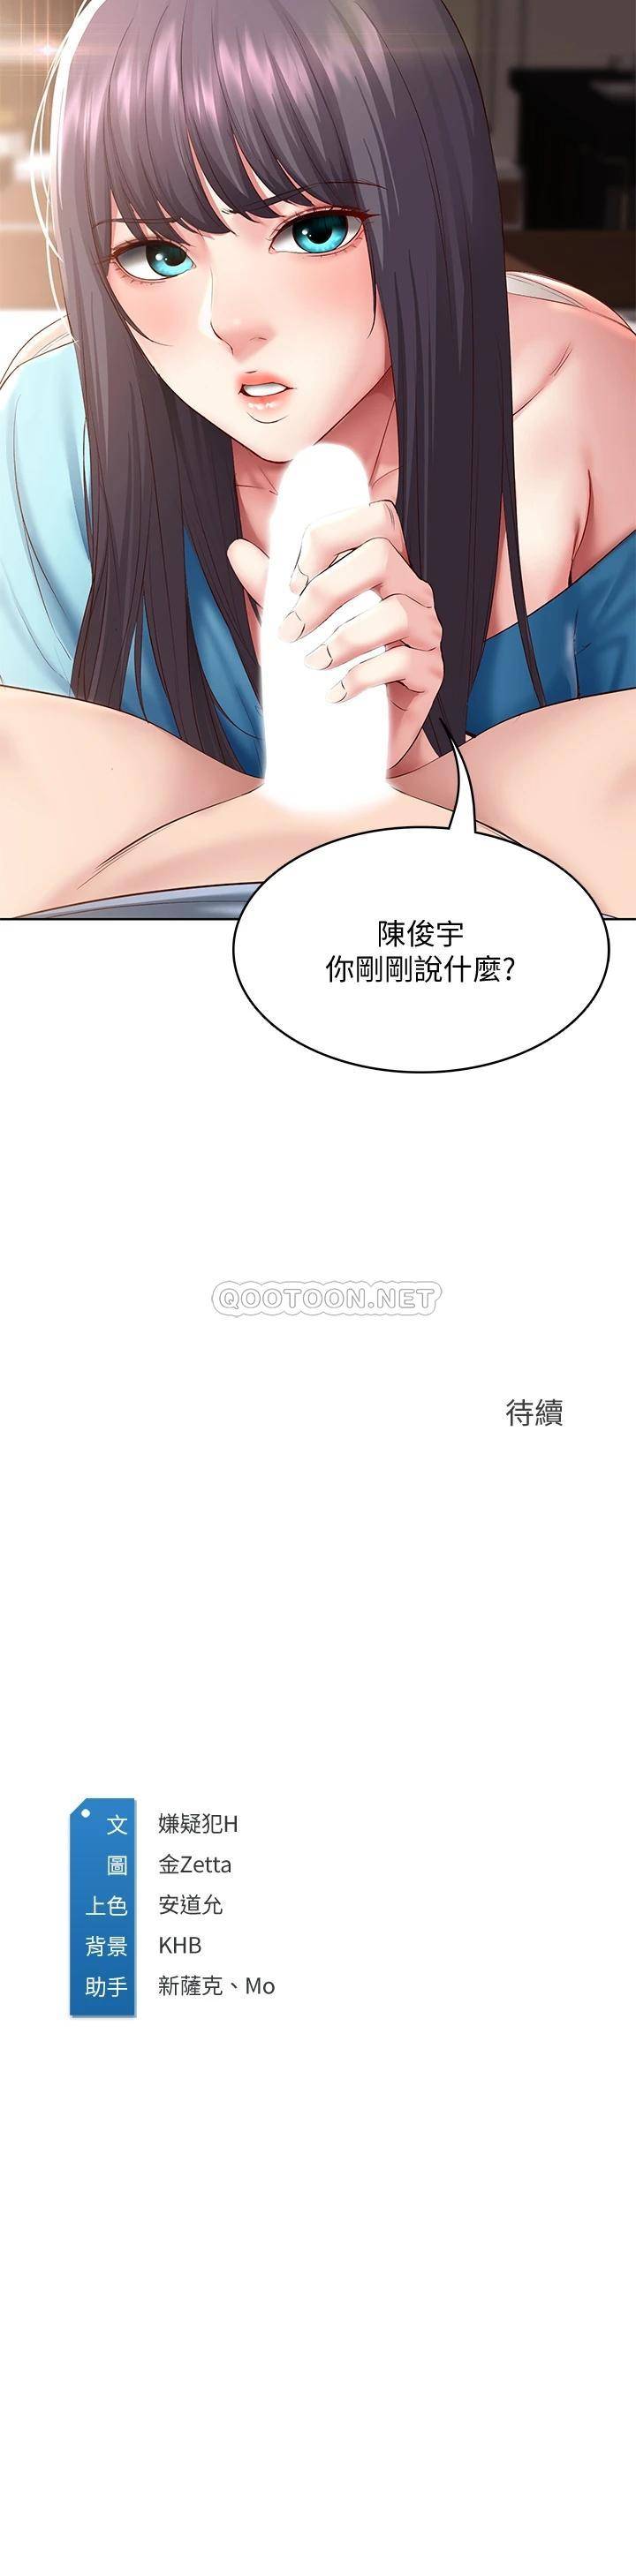 陳俊宇
你剛剛說什麼?
QOOTOON.NET
待續
文 嫌疑犯H
圖 金Zetta
上色 安道允
背景 KHB
助手 新薩克、Mo